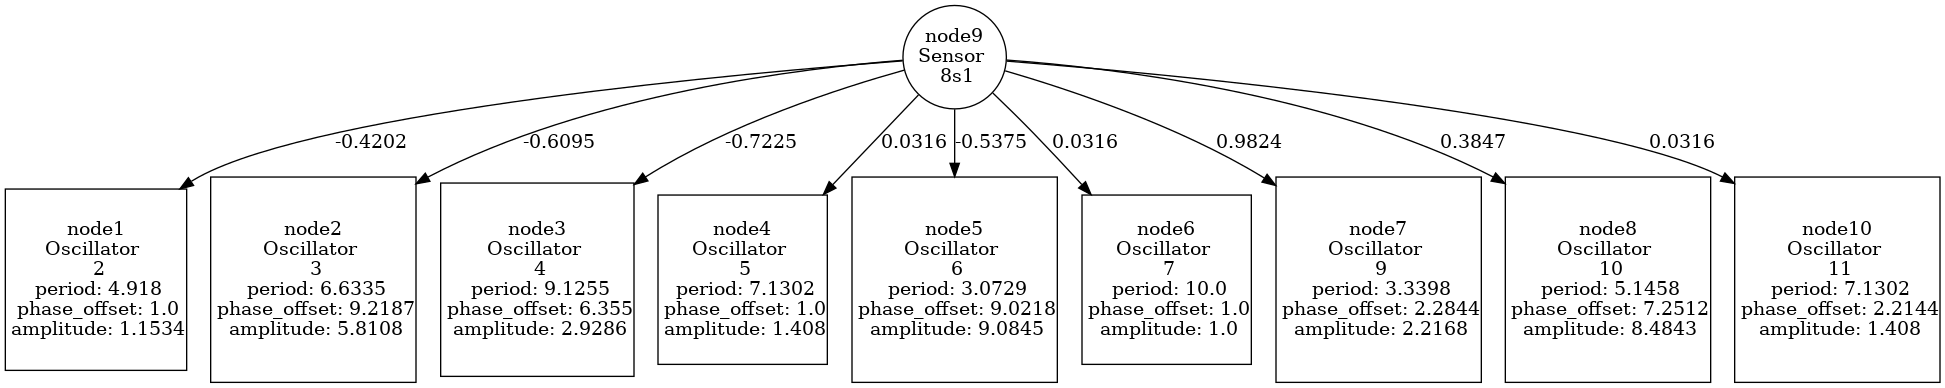 node9
Sensor
8s1
-0.4202
-0.6095
-0.7225
0.0316
-0.5375
0.0316
0.9824
0.3847
0.0316
node1
Oscillator
2
period: 4.918
phase_offset: 1.0
amplitude: 1.1534
node2
Oscillator
3
period: 6.6335
phase_offset: 9.2187
amplitude: 5.8108
node3
Oscillator
4
period: 9.1255
phase_offset: 6.355
amplitude: 2.9286
node4
Oscillator
5
period: 7.1302
phase_offset: 1.0
amplitude: 1.408
node5
Oscillator
6
period: 3.0729
phase_offset: 9.0218
amplitude: 9.0845
node6
Oscillator
7
period: 10.0
phase_offset: 1.0
amplitude: 1.0
node7
Oscillator
9
period: 3.3398
phase_offset: 2.2844
amplitude: 2.2168
node8
Oscillator
10
period: 5.1458
phase_offset: 7.2512
amplitude: 8.4843
node10
Oscillator
11
period: 7.1302
phase_offset: 2.2144
amplitude: 1.408